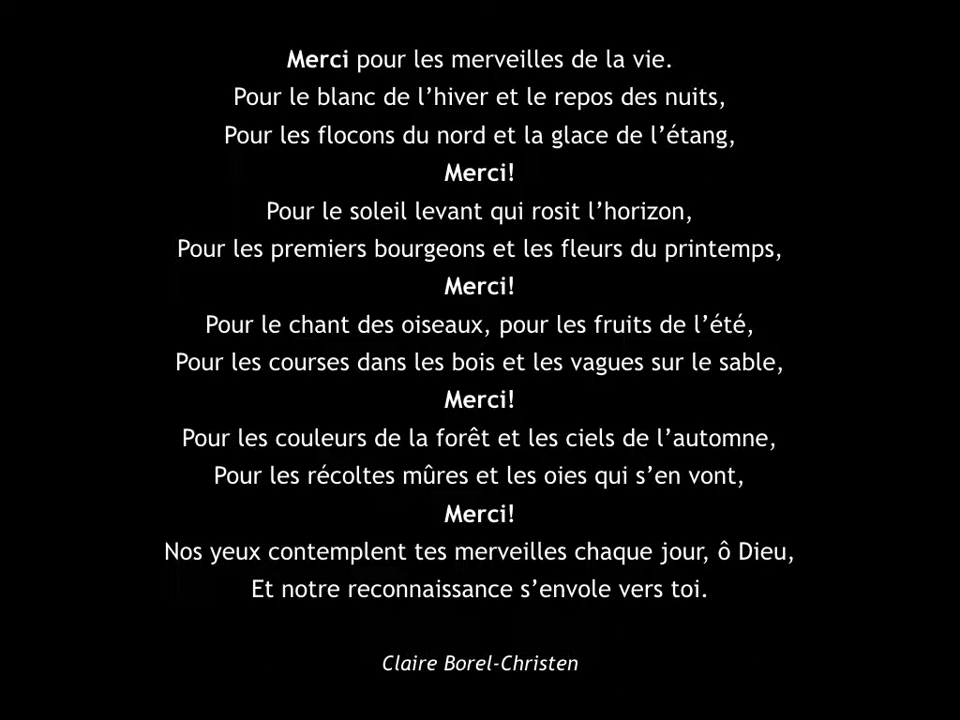 Merci pour les merveilles de la vie.
Pour le blanc de l’hiver et le repos des nuits,
Pour les flocons du nord et la glace de l’étang,
Merci!
Pour le soleil levant qui rosit l’horizon,
Pour les premiers bourgeons et les fleurs du printemps,
Merci!
Pour le chant des oiseaux, pour les fruits de l’été,
Pour les courses dans les bois et les vagues sur le sable,
Merci!
Pour les couleurs de la forêt et les ciels de l’automne,
Pour les récoltes mûres et les oies qui s’en vont,
Merci!
Nos yeux contemplent tes merveilles chaque jour, ô Dieu,
Et notre reconnaissance s’envole vers toi.
Claire Borel-Christen